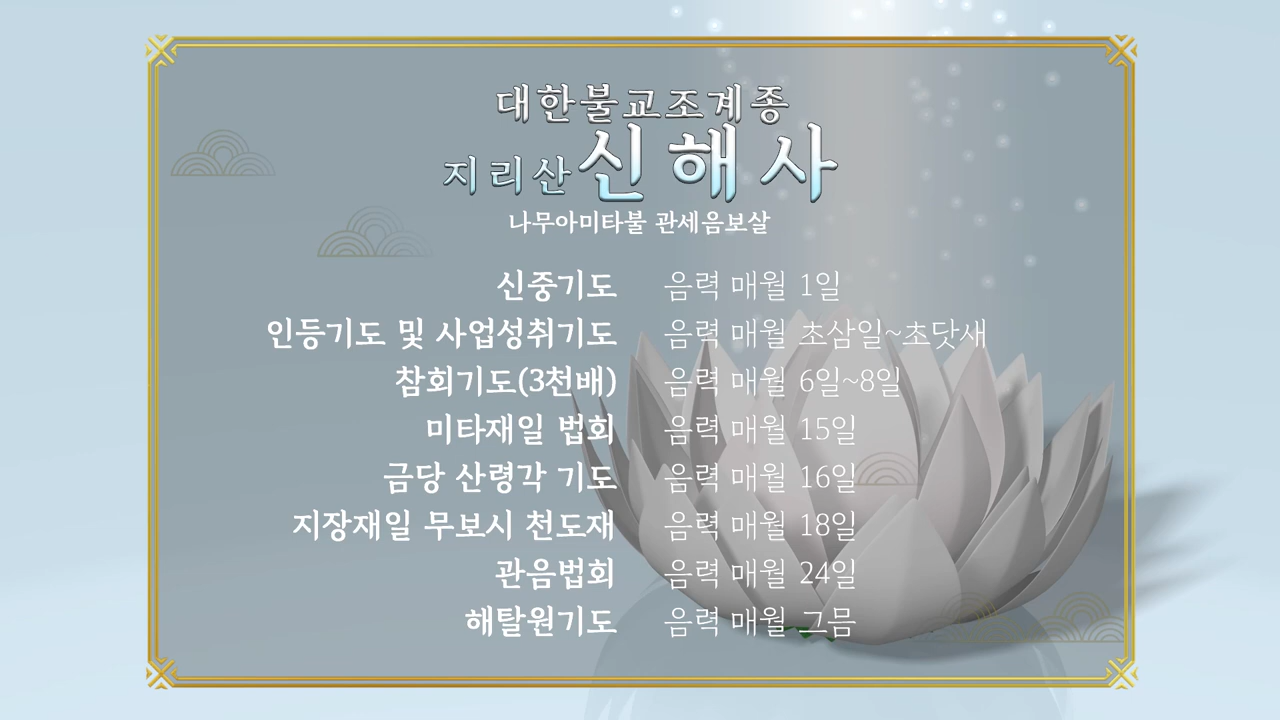 대한불교조계종
지리산 신해사
나무아미타불 관세음보살
신중기도 음력 매월 1일
인등기도 및 사업성취기도 음력 매월 초삼일~초닷새
참회기도(3천배) 음력 매월 6일~8일
미타재일 법회 음력 매월 15일
금당 산령각 기도 음력 매월 16일
지장재일 무보시 천도재 음력 매월 18일
관음법회 음력 매월 24일
해탈원기도 음력 매월 그믐